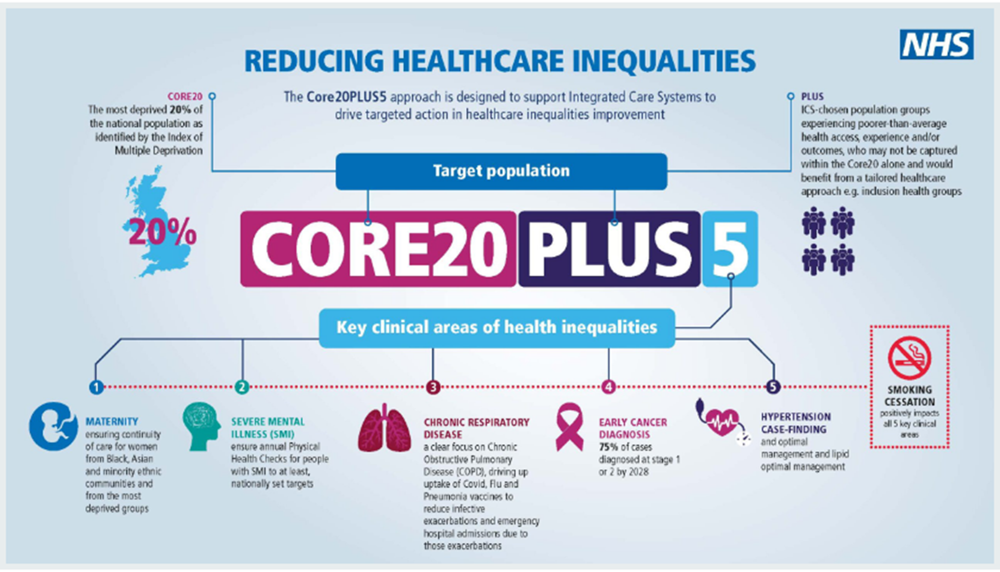 NHS
REDUCING HEALTHCARE INEQUALITIES
The Core20PLUS5 approach is designed to support Integrated Care Systems to
drive targeted action in healthcare inequalities improvement
CORE20
The most deprived 20% of
the national population as
identified by the Index of
Multiple Deprivation
20%
PLUS
ICS-chosen population groups
experiencing poorer-than-average
health access, experience and/or
outcomes, who may not be captured
within the Core20 alone and would
benefit from a tailored healthcare
approach e.g. inclusion health groups
Target population
CORE20 PLUS 5
Key clinical areas of health inequalities
1
MATERNITY
ensuring continuity
of care for women
from Black, Asian
and minority ethnic
communities and
from the most
deprived groups
2
SEVERE MENTAL
ILLNESS (SMI)
ensure annual Physical
Health Checks for people
with SMI to at least,
nationally set targets
3
CHRONIC RESPIRATORY
DISEASE
a clear focus on Chronic
Obstructive Pulmonary
Disease (COPD), driving up
uptake of Covid, Flu and
Pneumonia vaccines to
reduce infective
exacerbations and emergency
hospital admissions due to
those exacerbations
4
EARLY CANCER
DIAGNOSIS
75% of cases
diagnosed at stage 1
or 2 by 2028
5
HYPERTENSION
CASE-FINDING
and optimal
management and lipid
optimal management
SMOKING
CESSATION
positively impacts
all 5 key clinical
areas